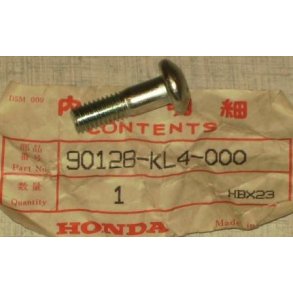 DSM 009
内 明 細
CONTENTS
部品番号 Part No. 90128-KL4-000
数量 Quantity 1 HBX23
HONDA Made in